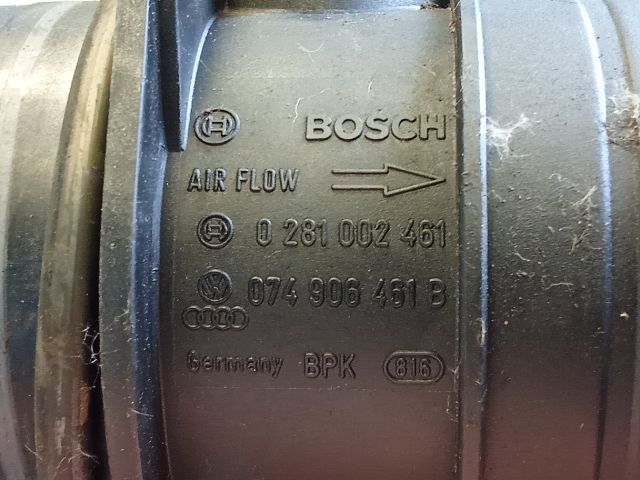 BOSCH
AIR FLOW
0 281 002 461
074 906 461 B
Germany BPK 816